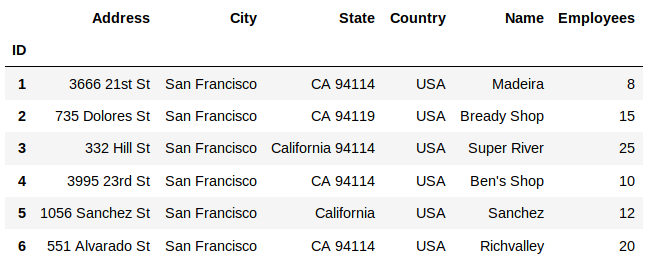 Address City State Country Name Employees
ID
1 3666 21st St San Francisco CA 94114 USA Madeira 8
2 735 Dolores St San Francisco CA 94119 USA Bready Shop 15
3 332 Hill St San Francisco California 94114 USA Super River 25
4 3995 23rd St San Francisco CA 94114 USA Ben's Shop 10
5 1056 Sanchez St San Francisco California USA Sanchez 12
6 551 Alvarado St San Francisco CA 94114 USA Richvalley 20